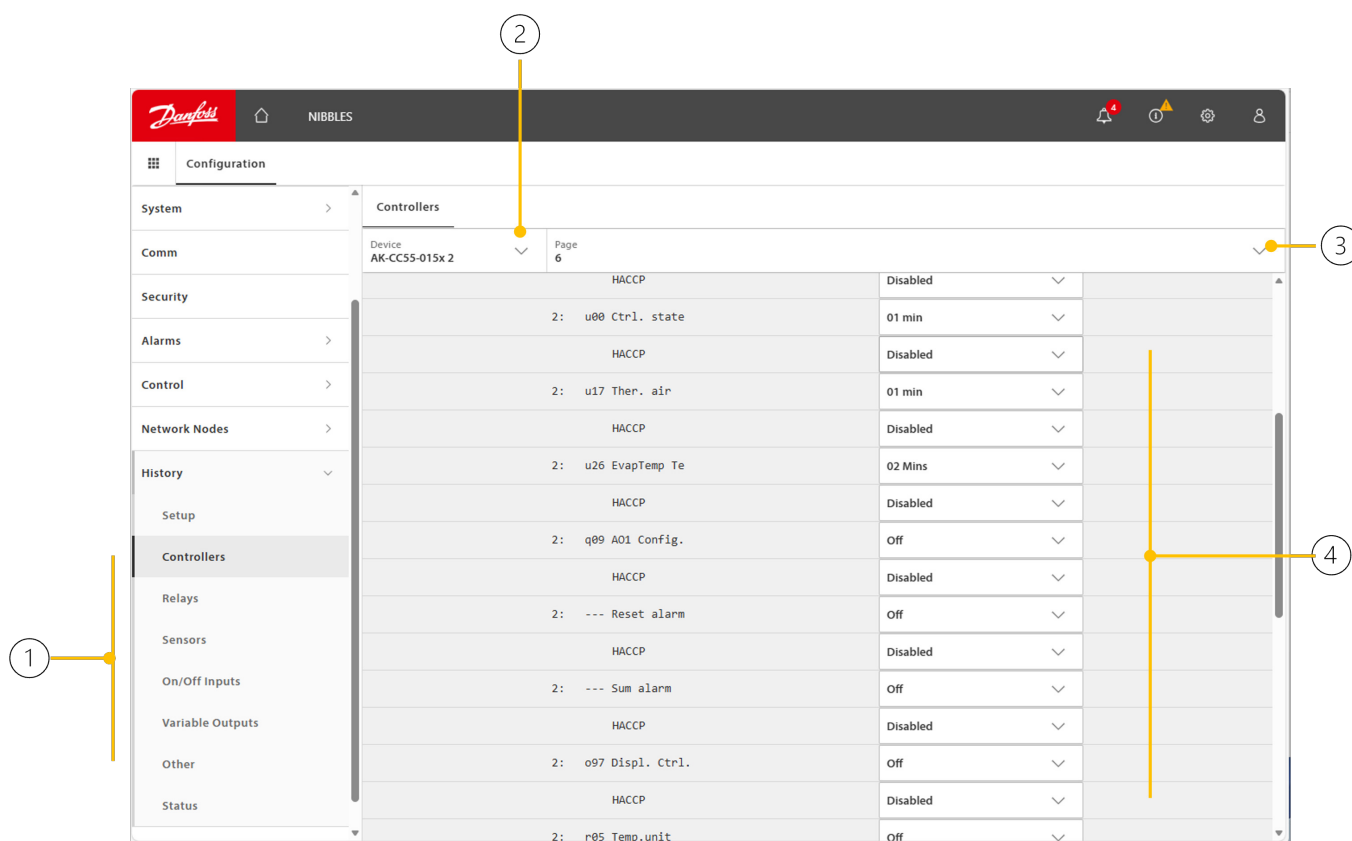 2
Danfoss
NIBBLES
4
Configuration
System
Comm
Security
Alarms
Control
Network Nodes
History
Setup
Controllers
Relays
Sensors
On/Off Inputs
Variable Outputs
Other
Status
1
Controllers
Device
AK-CC55-015x 2
Page
6
3
HACCP Disabled
2: u00 Ctrl. state 01 min
HACCP Disabled
2: u17 Ther. air 01 min
HACCP Disabled
2: u26 EvapTemp Te 02 Mins
HACCP Disabled
2: q09 AO1 Config. Off
HACCP Disabled
2: --- Reset alarm Off
HACCP Disabled
2: --- Sum alarm Off
HACCP Disabled
2: o97 Displ. Ctrl. Off
HACCP Disabled
2: r05 Temp.unit Off
4